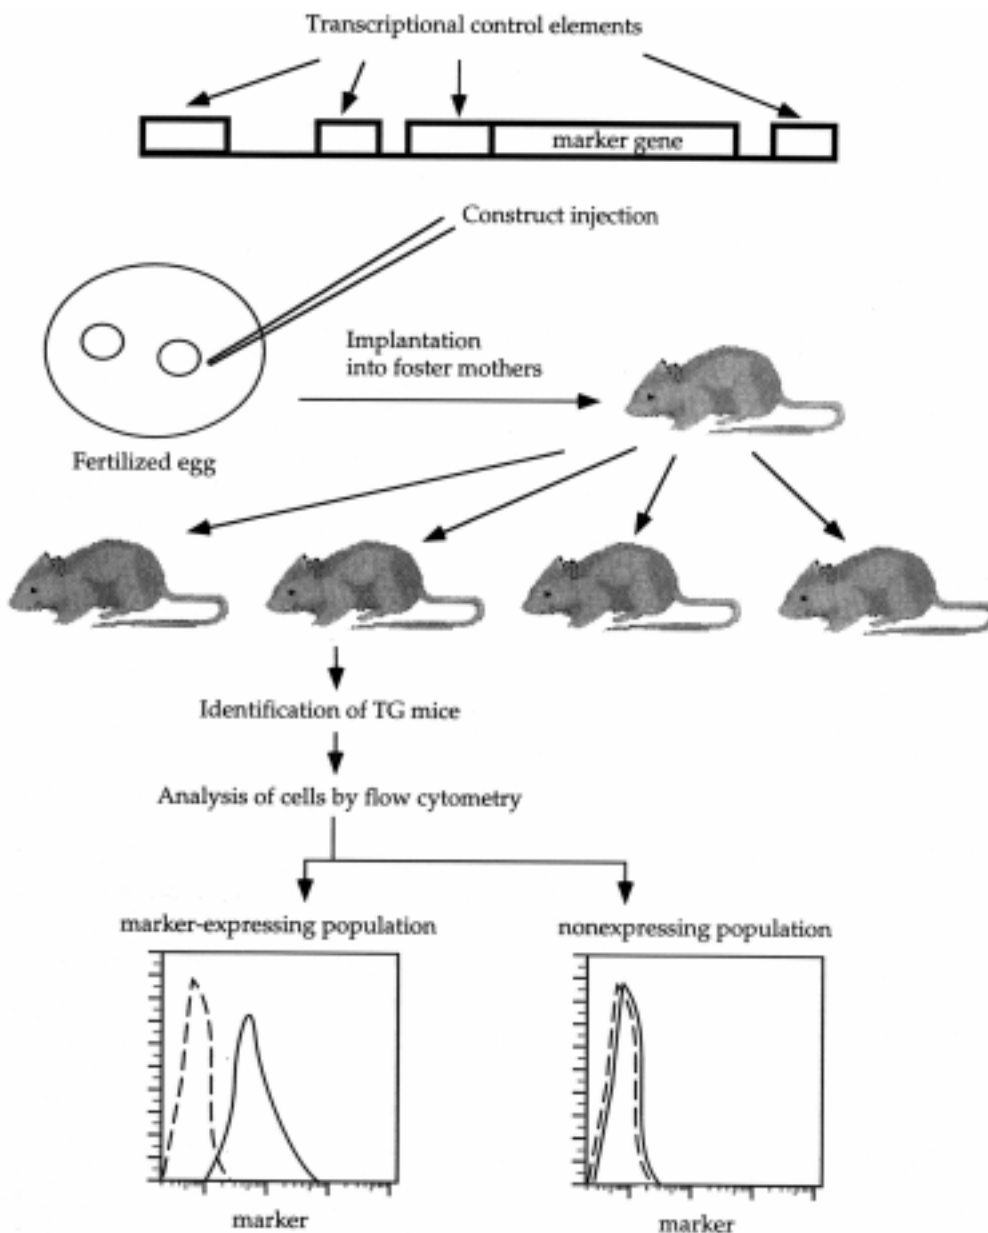 Transcriptional control elements
marker gene
Construct injection
Implantation
into foster mothers
Fertilized egg
Identification of TG mice
Analysis of cells by flow cytometry
marker-expressing population
nonexpressing population
marker
marker